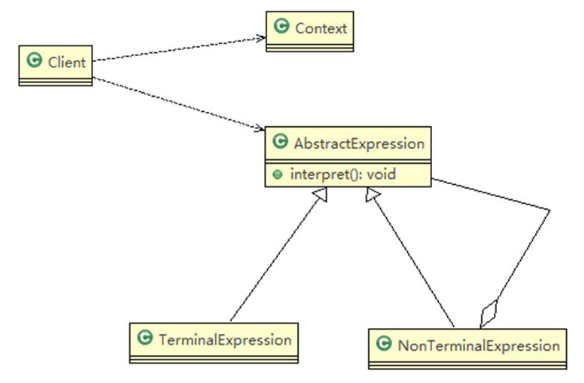 C Context
C Client
C AbstractExpression
interpret(): void
C TerminalExpression
C NonTerminalExpression